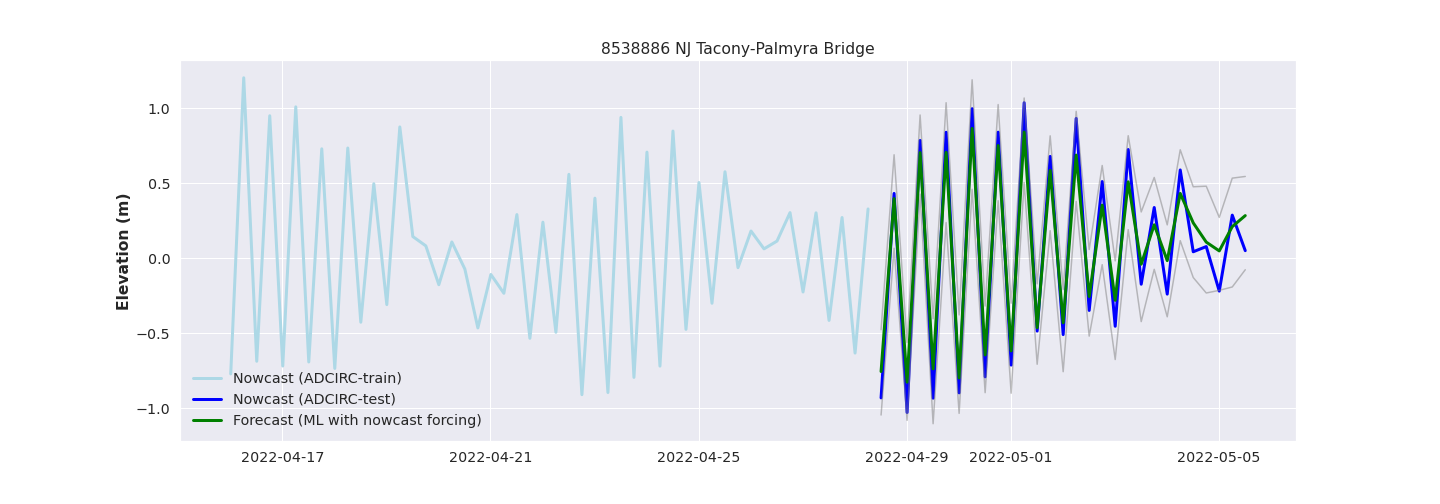 8538886 NJ Tacony-Palmyra Bridge
Elevation (m)
1.0
0.5
0.0
−0.5
−1.0
Nowcast (ADCIRC-train)
Nowcast (ADCIRC-test)
Forecast (ML with nowcast forcing)
2022-04-17 2022-04-21 2022-04-25 2022-04-29 2022-05-01 2022-05-05